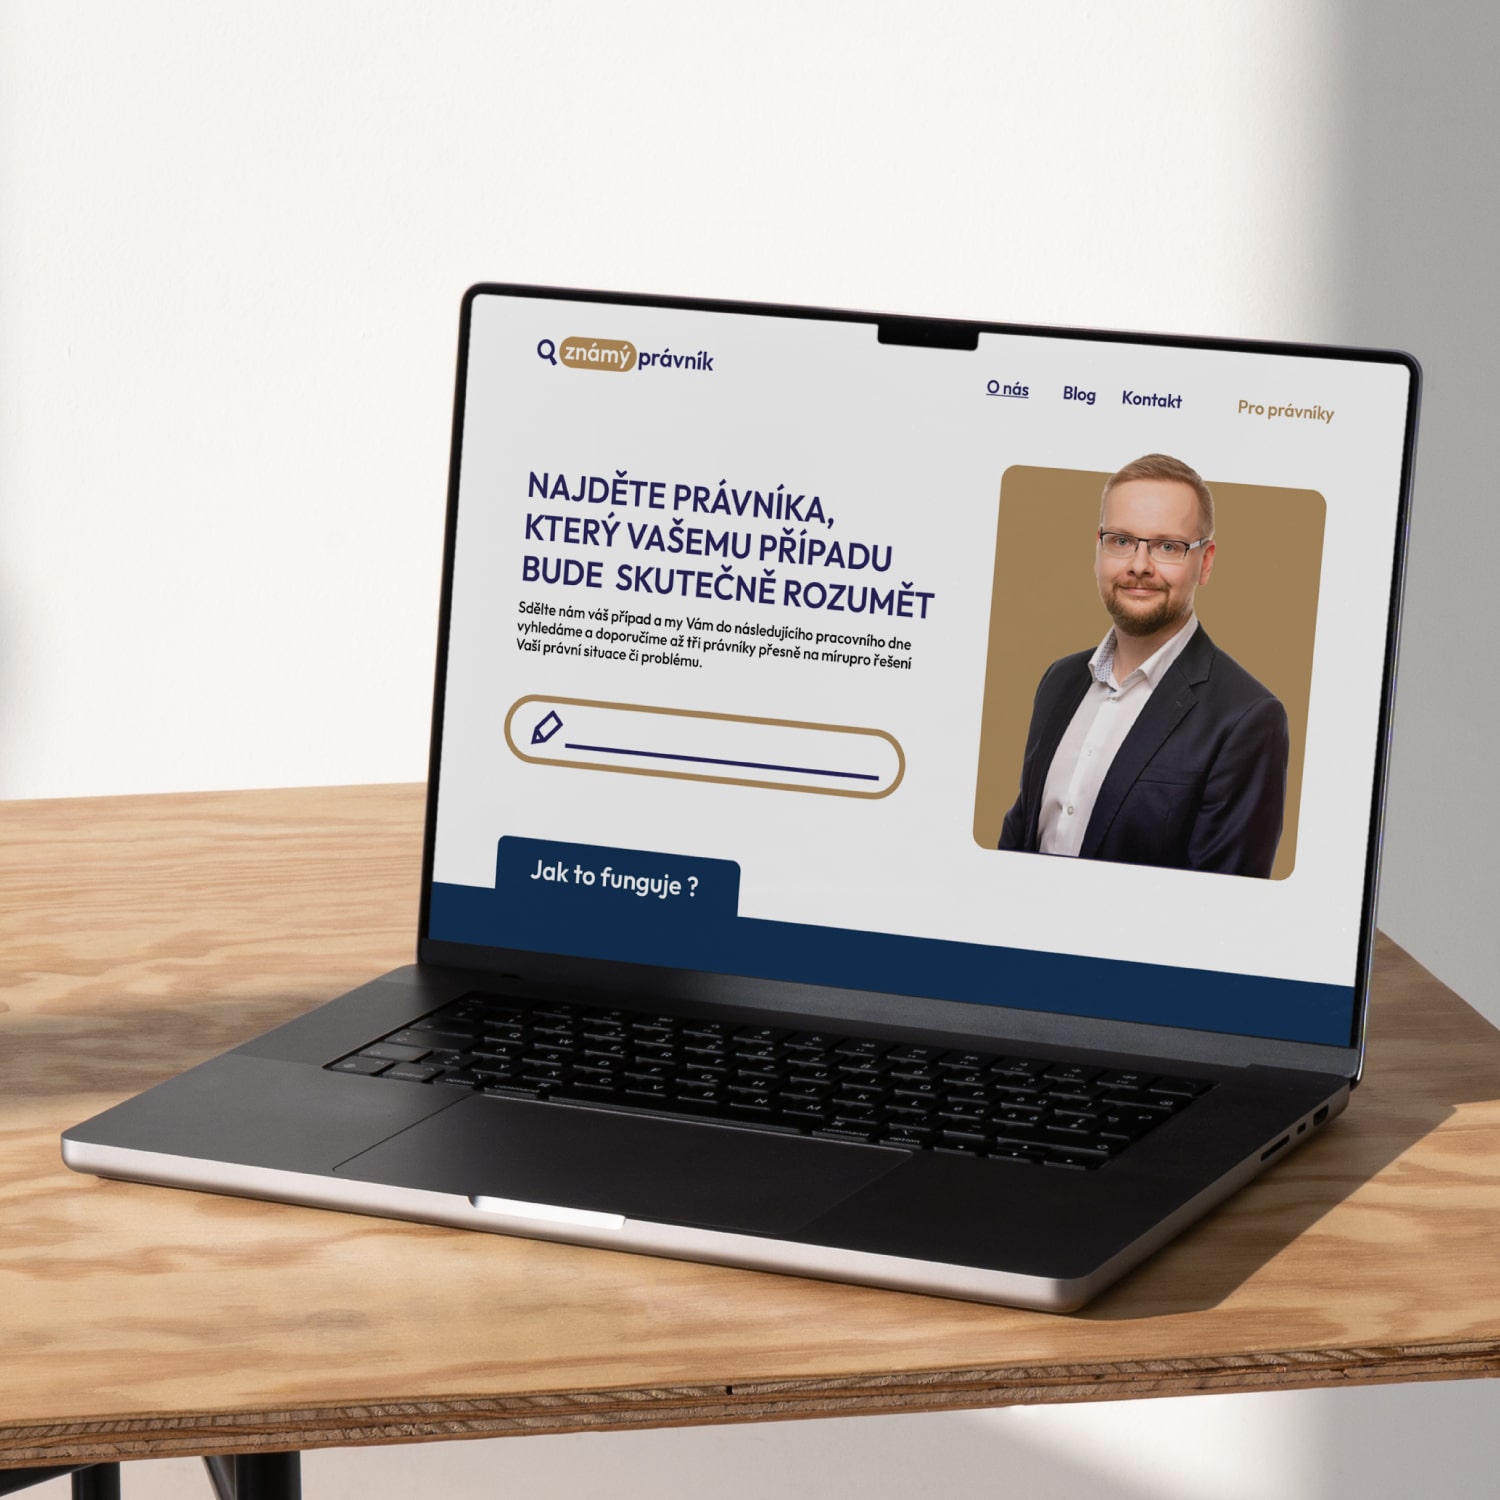 známý právník
O nás Blog Kontakt Pro právníky
NAJDĚTE PRÁVNÍKA,
KTERÝ VAŠEMU PŘÍPADU
BUDE SKUTEČNĚ ROZUMĚT
Sdělte nám váš případ a my Vám do následujícího pracovního dne
vyhledáme a doporučíme až tři právníky přesně na mírupro řešení
Vaší právní situace či problému.
Jak to funguje ?